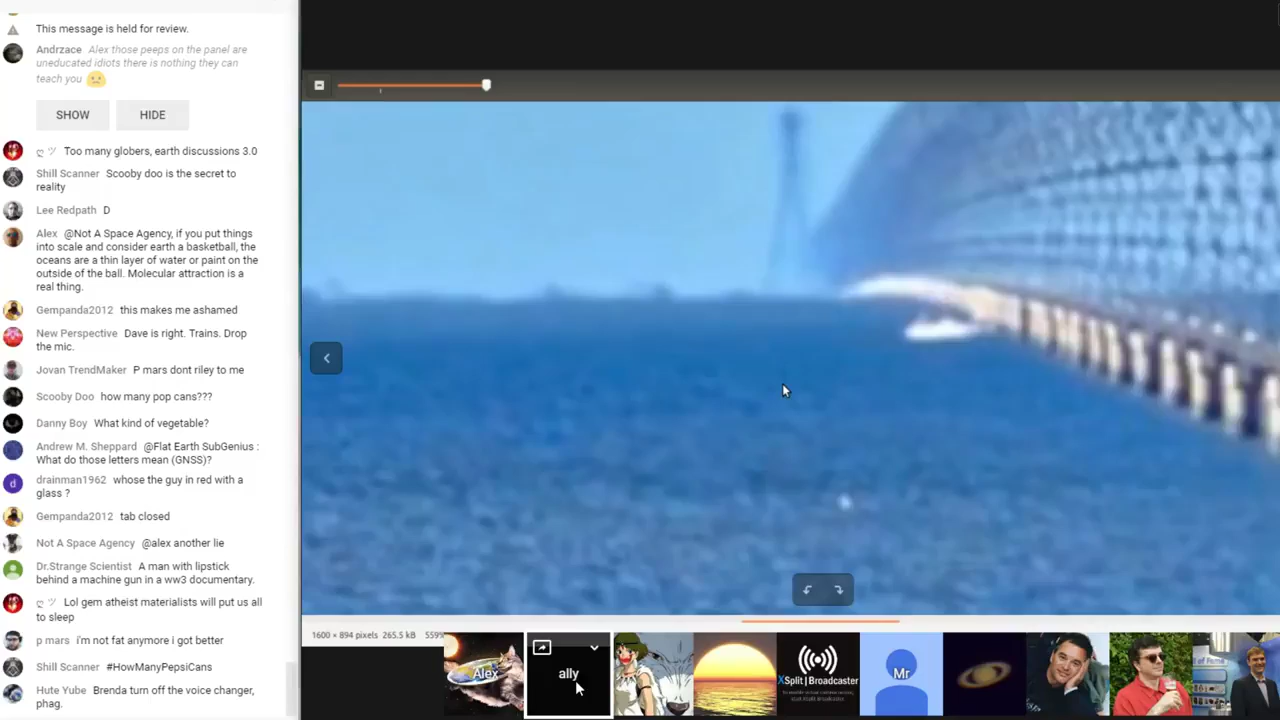 This message is held for review.
Andrzace Alex those peeps on the panel are
uneducated idiots there is nothing they can
teach you
SHOW HIDE
ღ ツ Too many globers, earth discussions 3.0
Shill Scanner Scooby doo is the secret to
reality
Lee Redpath D
Alex @Not A Space Agency, if you put things
into scale and consider earth a basketball, the
oceans are a thin layer of water or paint on the
outside of the ball. Molecular attraction is a
real thing.
Gempanda2012 this makes me ashamed
New Perspective Dave is right. Trains. Drop
the mic.
Jovan TrendMaker P mars dont riley to me
Scooby Doo how many pop cans???
Danny Boy What kind of vegetable?
Andrew M. Sheppard @Flat Earth SubGenius :
What do those letters mean (GNSS)?
drainman1962 whose the guy in red with a
glass ?
Gempanda2012 tab closed
Not A Space Agency @alex another lie
Dr.Strange Scientist A man with lipstick
behind a machine gun in a ww3 documentary.
ღ ツ Lol gem atheist materialists will put us all
to sleep
p mars i'm not fat anymore i got better
Shill Scanner #HowManyPepsiCans
Hute Yube Brenda turn off the voice changer,
phag.
1600 × 894 pixels 265.5 kB 559%
Alex
ally
XSplit|Broadcaster
Mr